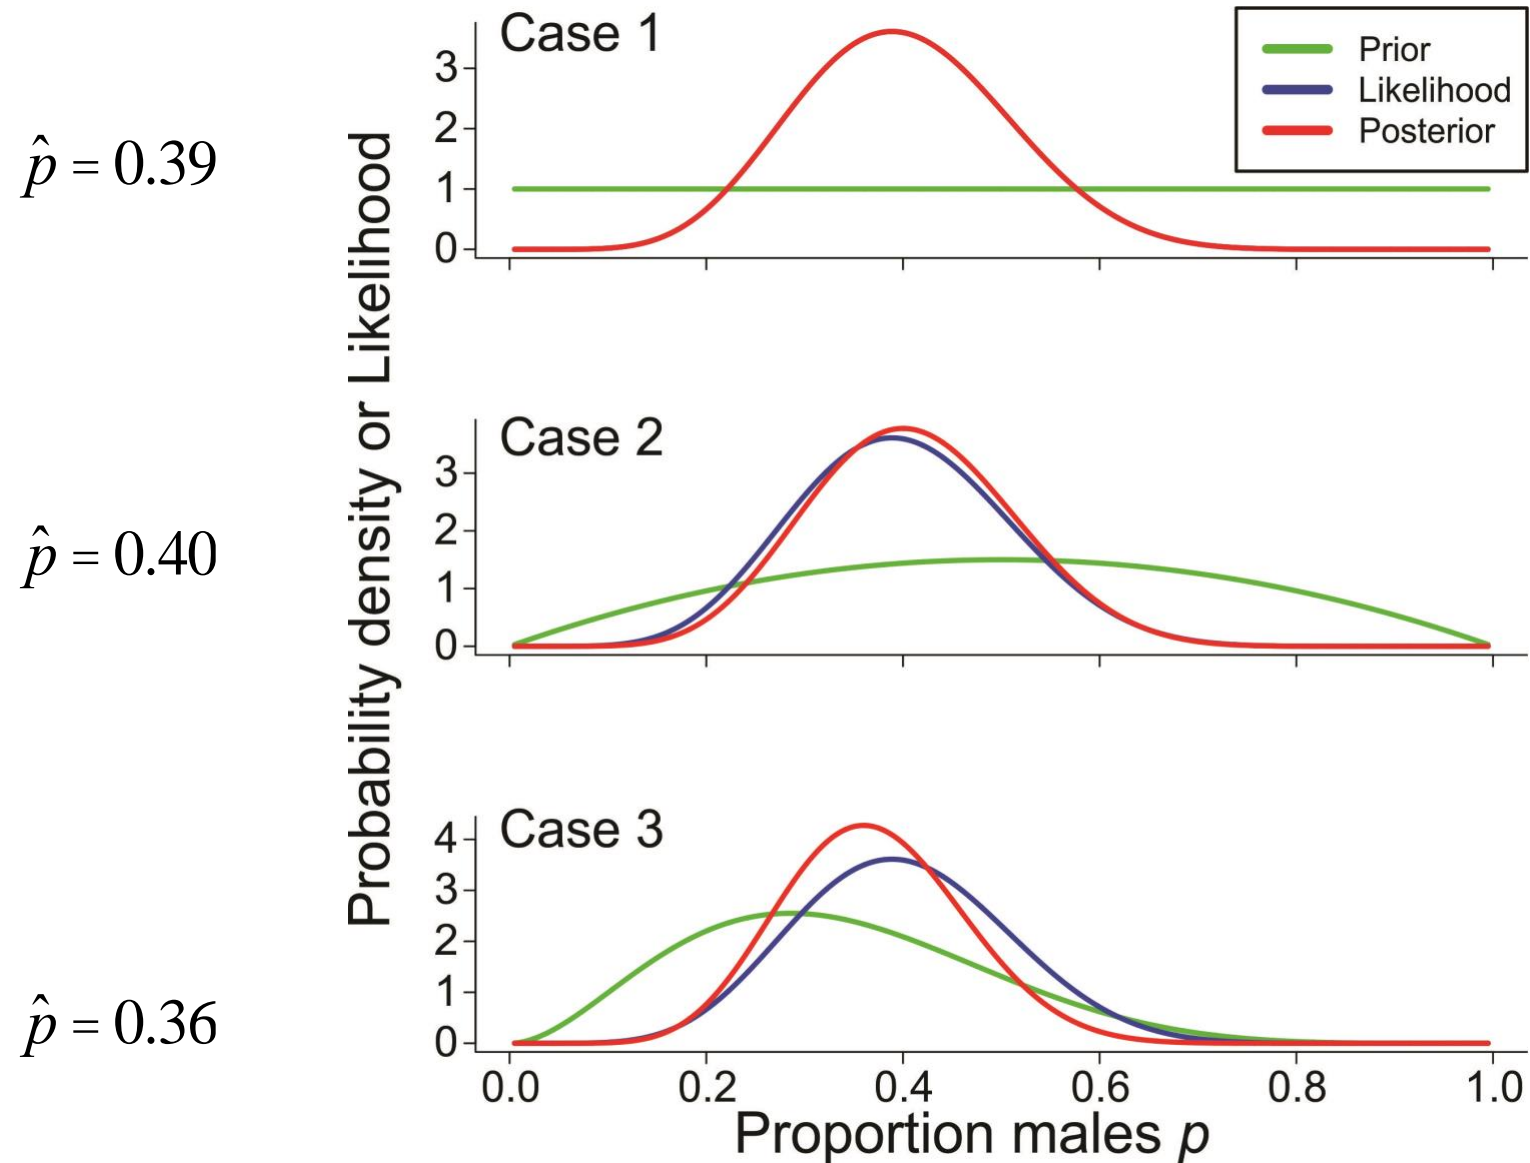 Case 1
Prior
Likelihood
Posterior
p̂ = 0.39
3
2
1
0
Probability density or Likelihood
Case 2
p̂ = 0.40
3
2
1
0
Case 3
p̂ = 0.36
4
3
2
1
0
0.0 0.2 0.4 0.6 0.8 1.0
Proportion males p